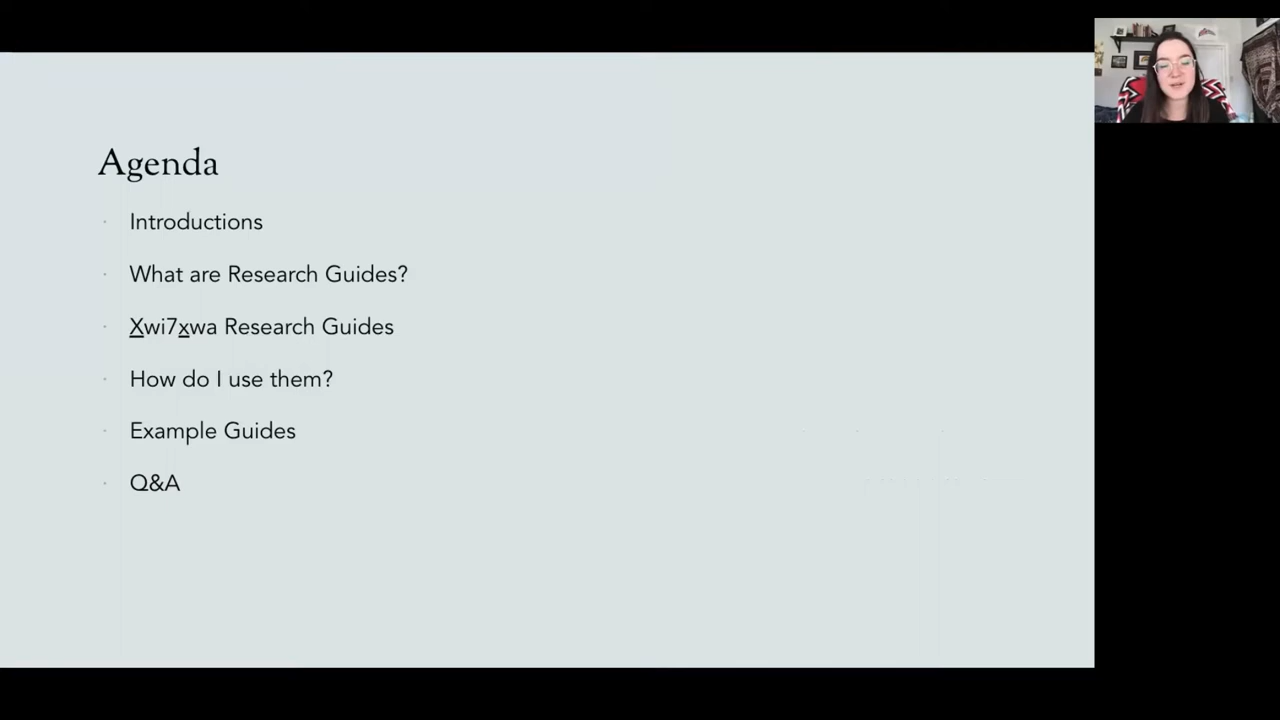 Agenda
Introductions
What are Research Guides?
X̲wi7x̲wa Research Guides
How do I use them?
Example Guides
Q&A